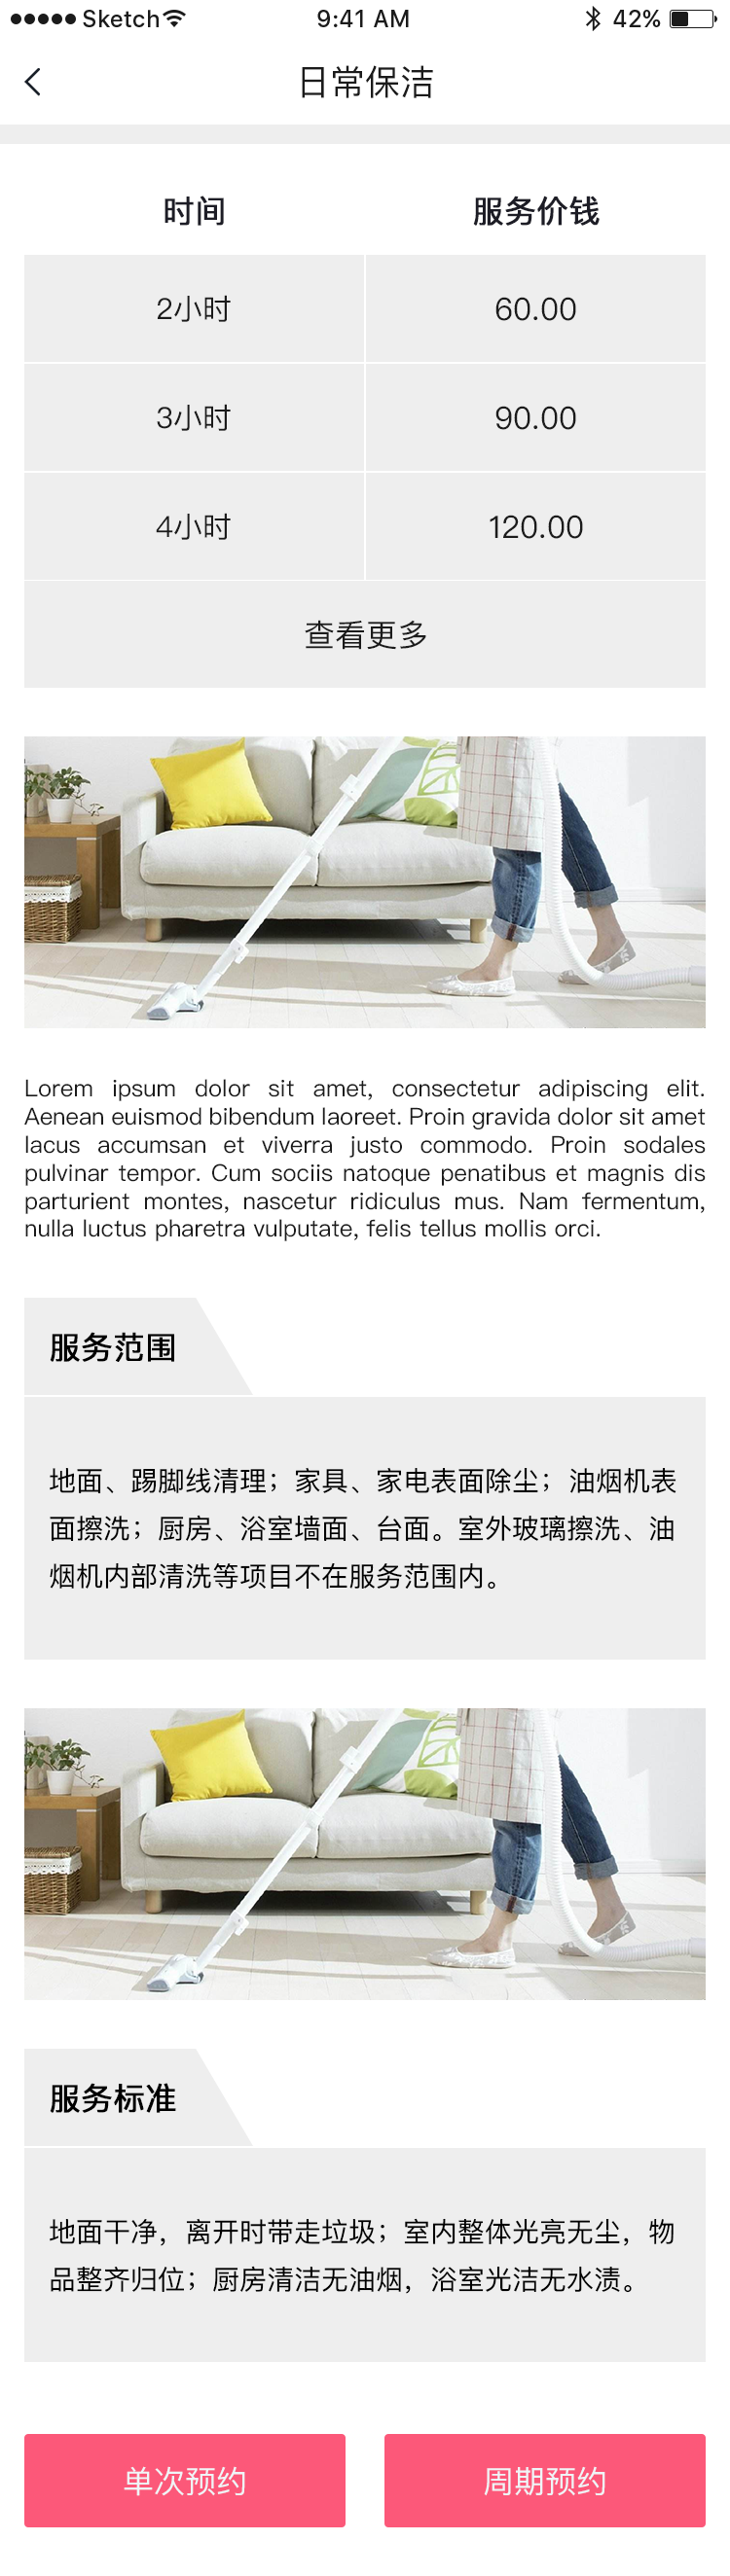 Sketch 9:41 AM 42%
日常保洁
时间 服务价钱
2小时 60.00
3小时 90.00
4小时 120.00
查看更多
Lorem ipsum dolor sit amet, consectetur adipiscing elit.
Aenean euismod bibendum laoreet. Proin gravida dolor sit amet
lacus accumsan et viverra justo commodo. Proin sodales
pulvinar tempor. Cum sociis natoque penatibus et magnis dis
parturient montes, nascetur ridiculus mus. Nam fermentum,
nulla luctus pharetra vulputate, felis tellus mollis orci.
服务范围
地面、踢脚线清理；家具、家电表面除尘；油烟机表
面擦洗；厨房、浴室墙面、台面。室外玻璃擦洗、油
烟机内部清洗等项目不在服务范围内。
服务标准
地面干净，离开时带走垃圾；室内整体光亮无尘，物
品整齐归位；厨房清洁无油烟，浴室光洁无水渍。
单次预约 周期预约